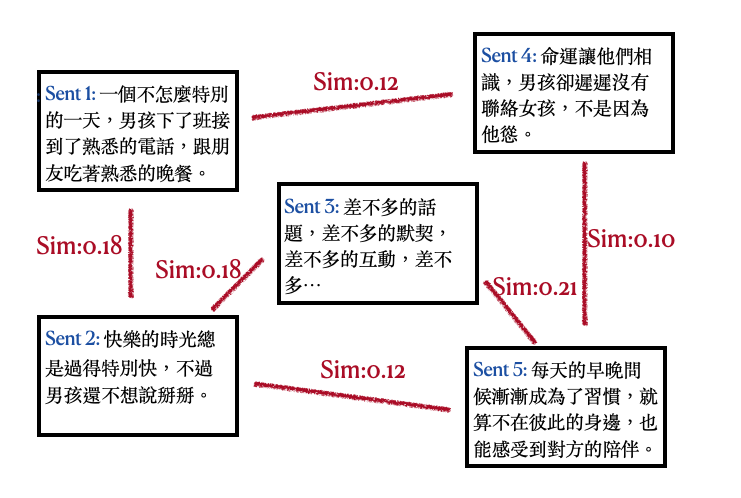 Sent 1: 一個不怎麼特別
的一天，男孩下了班接
到了熟悉的電話，跟朋
友吃著熟悉的晚餐。
Sim:0.12
Sent 4: 命運讓他們相
識，男孩卻遲遲沒有
聯絡女孩，不是因為
他慫。
Sim:0.18
Sim:0.18
Sent 3: 差不多的話
題，差不多的默契，
差不多的互動，差不
多…
Sim:0.10
Sim:0.21
Sent 2: 快樂的時光總
是過得特別快，不過
男孩還不想說掰掰。
Sim:0.12
Sent 5: 每天的早晚問
候漸漸成為了習慣，就
算不在彼此的身邊，也
能感受到對方的陪伴。